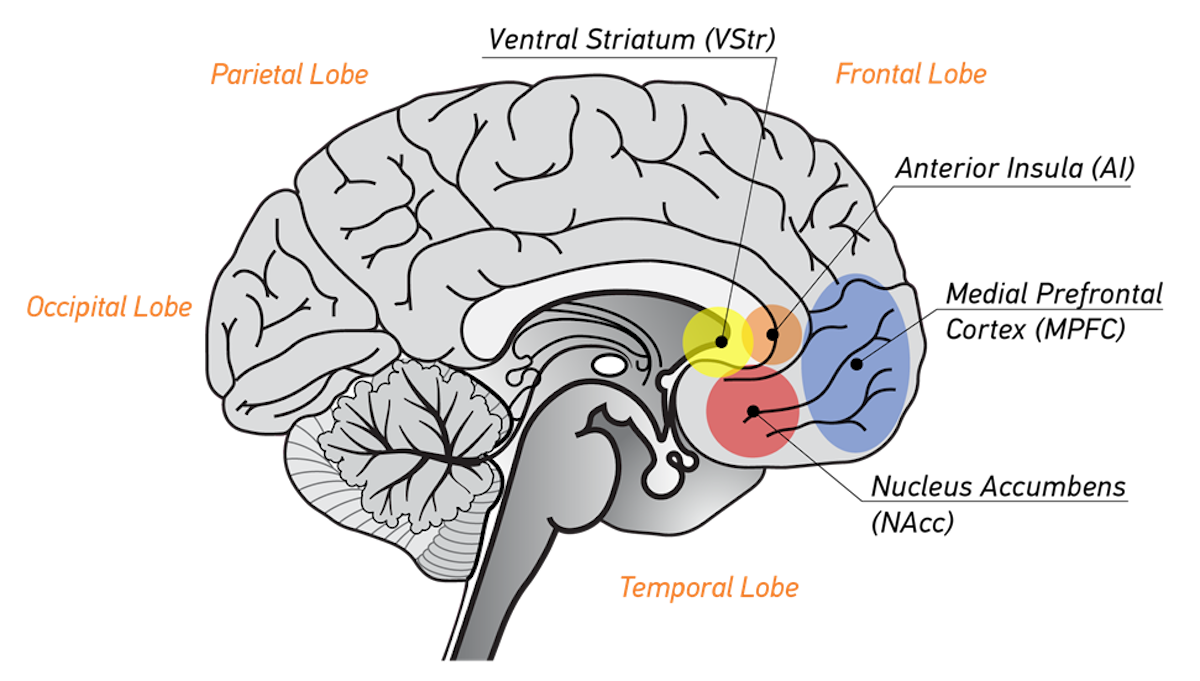 Ventral Striatum (VStr)
Parietal Lobe
Frontal Lobe
Anterior Insula (AI)
Occipital Lobe
Medial Prefrontal
Cortex (MPFC)
Nucleus Accumbens
(NAcc)
Temporal Lobe